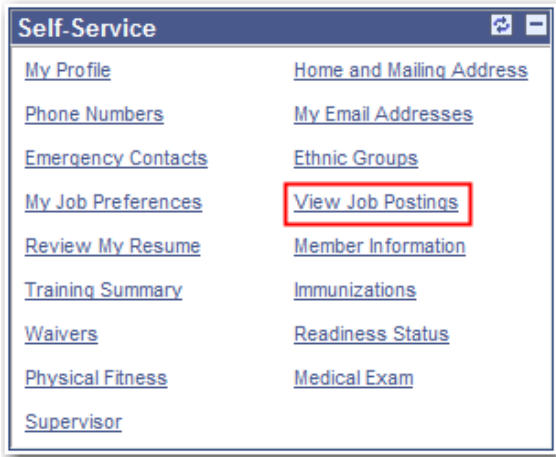 Self-Service
My Profile
Home and Mailing Address
Phone Numbers
My Email Addresses
Emergency Contacts
Ethnic Groups
My Job Preferences
View Job Postings
Review My Resume
Member Information
Training Summary
Immunizations
Waivers
Readiness Status
Physical Fitness
Medical Exam
Supervisor